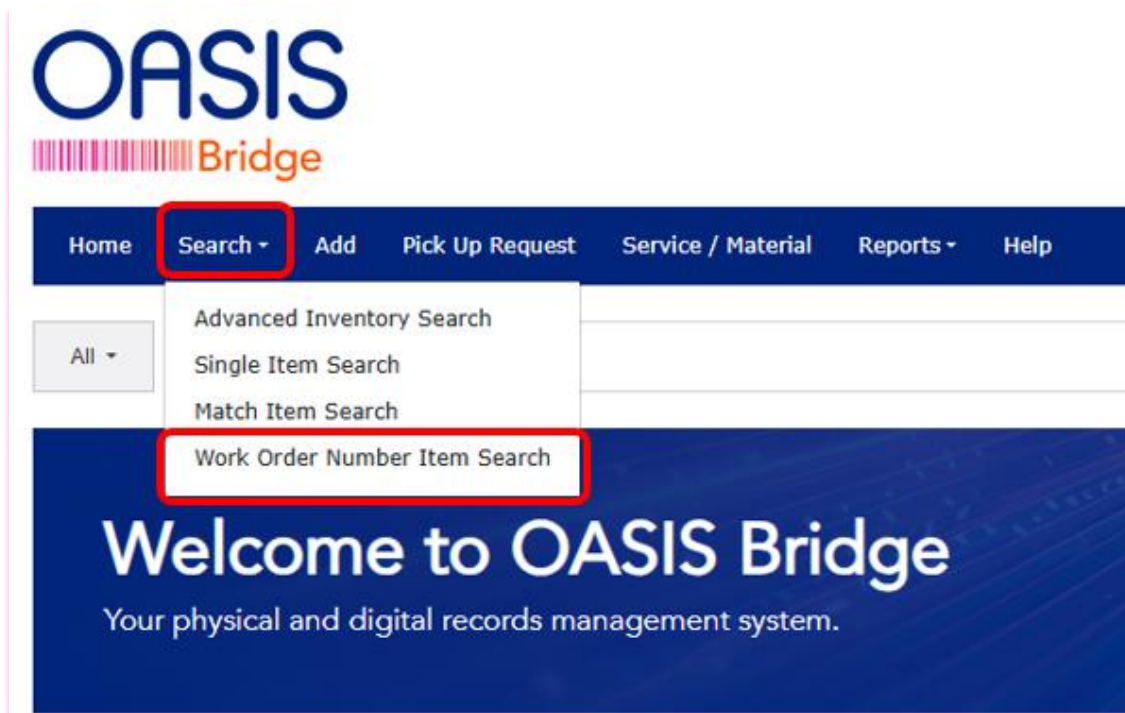 OASIS
Bridge
Home Search Add Pick Up Request Service / Material Reports Help
Advanced Inventory Search
All
Single Item Search
Match Item Search
Work Order Number Item Search
Welcome to OASIS Bridge
Your physical and digital records management system.